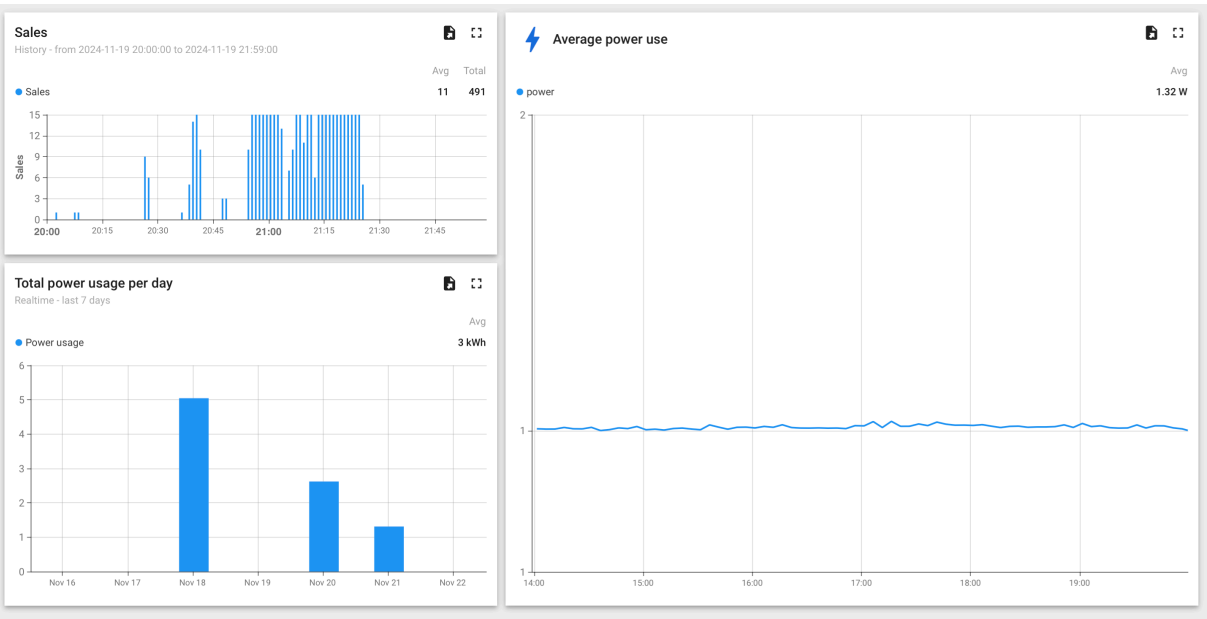 Sales
History - from 2024-11-19 20:00:00 to 2024-11-19 21:59:00
Avg Total
Sales 11 491
15
12
9
6
3
0
Sales
20:00 20:15 20:30 20:45 21:00 21:15 21:30 21:45
Total power usage per day
Realtime - last 7 days
Avg
Power usage 3 kWh
6
5
4
3
2
1
0
Nov 16 Nov 17 Nov 18 Nov 19 Nov 20 Nov 21 Nov 22
Average power use
Avg
power 1.32 W
2
1
1
14:00 15:00 16:00 17:00 18:00 19:00